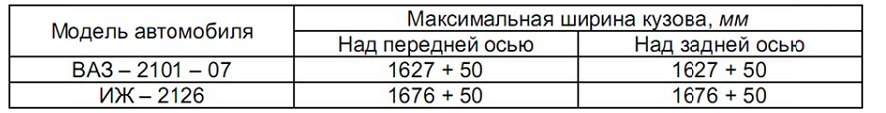 Модель автомобиля Максимальная ширина кузова, мм
Над передней осью Над задней осью
ВАЗ – 2101 – 07 1627 + 50 1627 + 50
ИЖ – 2126 1676 + 50 1676 + 50